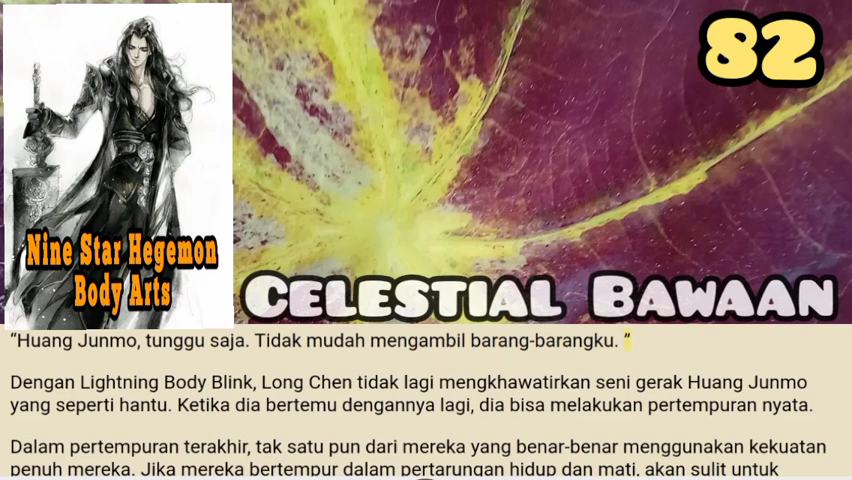 82
Nine Star Hegemon
Body Arts
Celestial Bawaan
“Huang Junmo, tunggu saja. Tidak mudah mengambil barang-barangku. ”
Dengan Lightning Body Blink, Long Chen tidak lagi mengkhawatirkan seni gerak Huang Junmo
yang seperti hantu. Ketika dia bertemu dengannya lagi, dia bisa melakukan pertempuran nyata.
Dalam pertempuran terakhir, tak satu pun dari mereka yang benar-benar menggunakan kekuatan
penuh mereka. Jika mereka bertempur dalam pertarungan hidup dan mati, akan sulit untuk